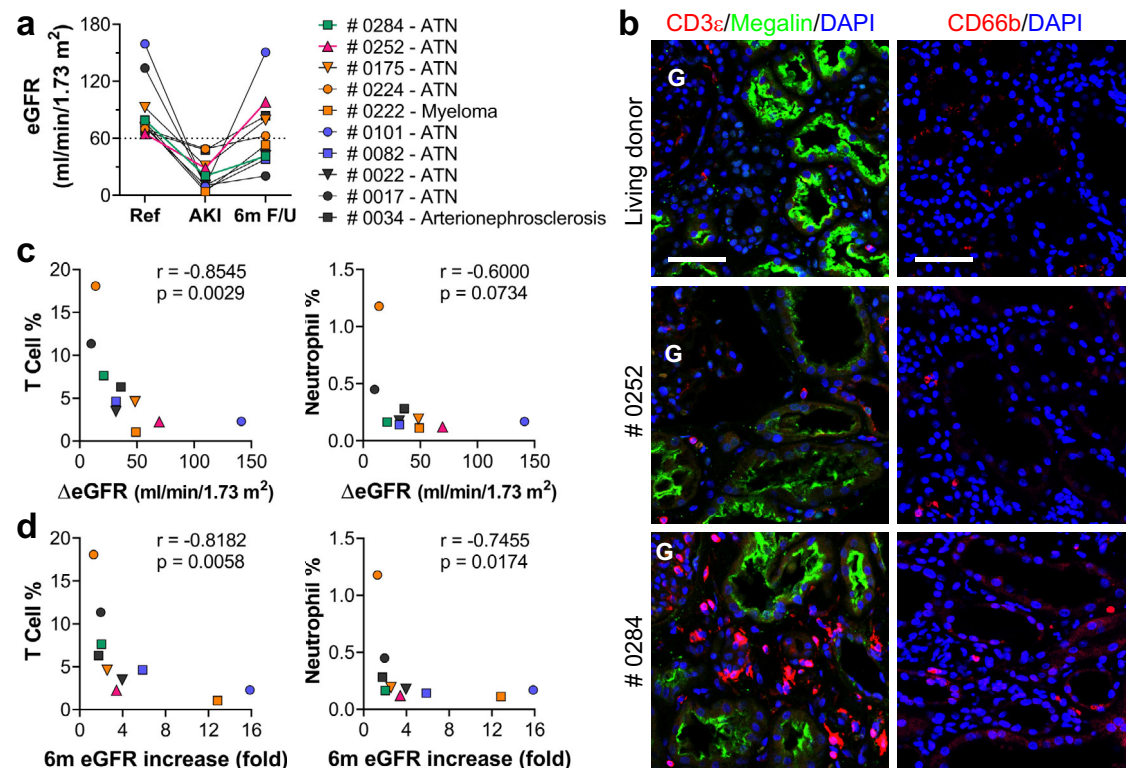 a
eGFR
(ml/min/1.73 m²)
180
120
60
0
Ref
AKI
6m F/U
# 0284 - ATN
# 0252 - ATN
# 0175 - ATN
# 0224 - ATN
# 0222 - Myeloma
# 0101 - ATN
# 0082 - ATN
# 0022 - ATN
# 0017 - ATN
# 0034 - Arterionephrosclerosis
b
CD3ε/Megalin/DAPI
CD66b/DAPI
Living donor
G
# 0252
G
# 0284
G
c
T Cell %
20
15
10
5
0
r = -0.8545
p = 0.0029
0 50 100 150
ΔeGFR (ml/min/1.73 m²)
Neutrophil %
1.5
1.0
0.5
0.0
r = -0.6000
p = 0.0734
0 50 100 150
ΔeGFR (ml/min/1.73 m²)
d
T Cell %
20
15
10
5
0
r = -0.8182
p = 0.0058
0 4 8 12 16
6m eGFR increase (fold)
Neutrophil %
1.5
1.0
0.5
0.0
r = -0.7455
p = 0.0174
0 4 8 12 16
6m eGFR increase (fold)